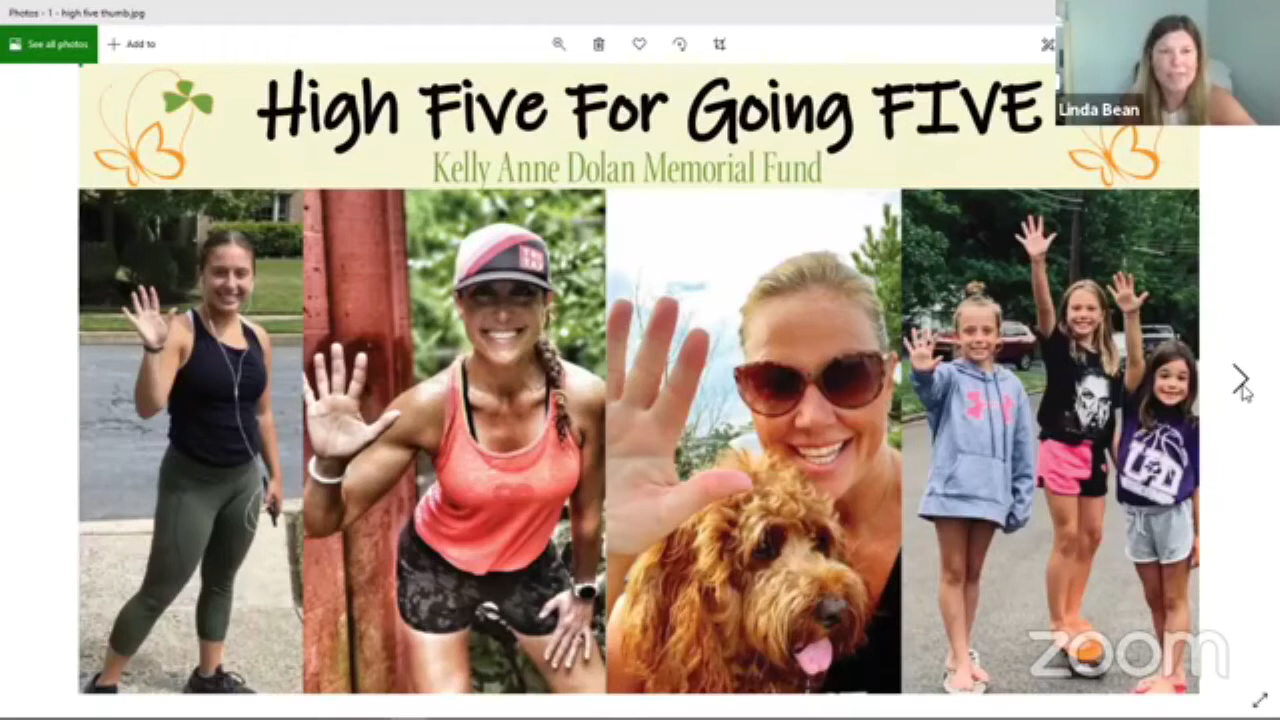 Photos - 1 - high five thumb.jpg
See all photos
Add to
Linda Bean
High Five For Going FIVE
Kelly Anne Dolan Memorial Fund
zoom